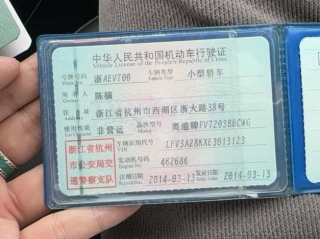 中华人民共和国机动车行驶证
Vehicle License of the People's Republic of China
号牌号码 浙AEV700 车辆类型 小型轿车
所有人 陈
住址 浙江省杭州市西湖区 大路38号
使用性质 非营运 品牌型号 奥迪牌FV7203BBCWG
浙江省杭州
市公安局交
通警察支队
车辆识别代号 LFV3A28KXE3013123
VIN
发动机号码 462686
注册日期 2014-03-13 发证日期 2014-03-13